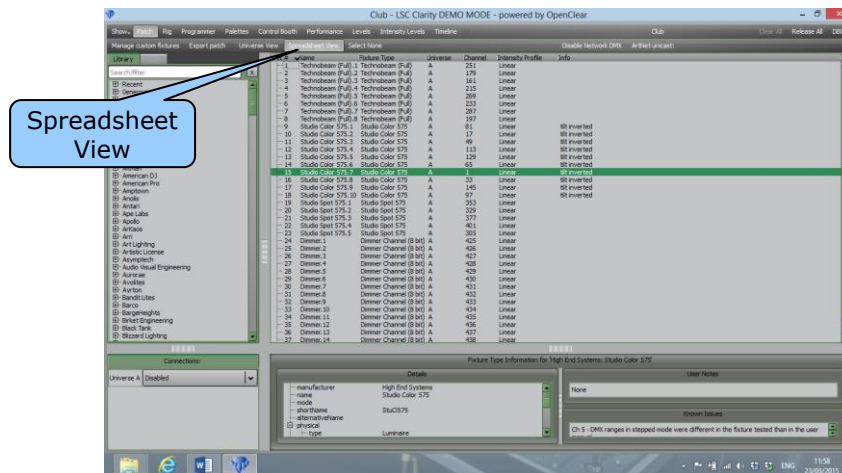 Club - LSC Clarity DEMO MODE - powered by OpenClear
Show.. Patch Rig Programmer Palettes Control Booth Performance Levels Intensity Levels Timeline Club Clear All Release All DBO
Manage custom fixtures Export patch Universe View Spreadsheet View Select None Disable Network DMX ArtNet unicast:
Library
Search/filter x
Spreadsheet
View
Name Fixture Type Universe Channel Intensity Profile Info
1 Technobeam (Full).1 Technobeam (Full) A 251 Linear
2 Technobeam (Full).2 Technobeam (Full) A 179 Linear
3 Technobeam (Full).3 Technobeam (Full) A 161 Linear
4 Technobeam (Full).4 Technobeam (Full) A 215 Linear
5 Technobeam (Full).5 Technobeam (Full) A 269 Linear
6 Technobeam (Full).6 Technobeam (Full) A 233 Linear
7 Technobeam (Full).7 Technobeam (Full) A 287 Linear
8 Technobeam (Full).8 Technobeam (Full) A 197 Linear
9 Studio Color 575.1 Studio Color 575 A 81 Linear tilt inverted
10 Studio Color 575.2 Studio Color 575 A 17 Linear tilt inverted
11 Studio Color 575.3 Studio Color 575 A 49 Linear tilt inverted
12 Studio Color 575.4 Studio Color 575 A 113 Linear tilt inverted
13 Studio Color 575.5 Studio Color 575 A 129 Linear tilt inverted
14 Studio Color 575.6 Studio Color 575 A 65 Linear tilt inverted
15 Studio Color 575.7 Studio Color 575 A 1 Linear tilt inverted
16 Studio Color 575.8 Studio Color 575 A 33 Linear tilt inverted
17 Studio Color 575.9 Studio Color 575 A 145 Linear tilt inverted
18 Studio Color 575.10 Studio Color 575 A 97 Linear tilt inverted
19 Studio Spot 575.1 Studio Spot 575 A 353 Linear
20 Studio Spot 575.2 Studio Spot 575 A 329 Linear
21 Studio Spot 575.3 Studio Spot 575 A 377 Linear
22 Studio Spot 575.4 Studio Spot 575 A 401 Linear
23 Studio Spot 575.5 Studio Spot 575 A 305 Linear
24 Dimmer.1 Dimmer Channel (8 bit) A 425 Linear
25 Dimmer.2 Dimmer Channel (8 bit) A 426 Linear
26 Dimmer.3 Dimmer Channel (8 bit) A 427 Linear
27 Dimmer.4 Dimmer Channel (8 bit) A 428 Linear
28 Dimmer.5 Dimmer Channel (8 bit) A 429 Linear
29 Dimmer.6 Dimmer Channel (8 bit) A 430 Linear
30 Dimmer.7 Dimmer Channel (8 bit) A 431 Linear
31 Dimmer.8 Dimmer Channel (8 bit) A 432 Linear
32 Dimmer.9 Dimmer Channel (8 bit) A 433 Linear
33 Dimmer.10 Dimmer Channel (8 bit) A 434 Linear
34 Dimmer.11 Dimmer Channel (8 bit) A 435 Linear
35 Dimmer.12 Dimmer Channel (8 bit) A 436 Linear
36 Dimmer.13 Dimmer Channel (8 bit) A 437 Linear
37 Dimmer.14 Dimmer Channel (8 bit) A 438 Linear
Recent
American DJ
American Pro
Amptown
Anolis
Antari
Ape Labs
Apollo
ArKaos
Arri
Art Lighting
Artistic License
Asymptech
Audio Visual Engineering
Aurorae
Avolites
Ayrton
Bandit Lites
Barco
BargeHeights
Birket Engineering
Black Tank
Blizzard Lighting
Connections:
Universe A Disabled
Fixture Type Information for 'High End Systems: Studio Color 575'
Details
manufacturer High End Systems
name Studio Color 575
mode
shortName StuCl575
alternativeName
physical
type Luminaire
User Notes
None
Known Issues
Ch 5 - DMX ranges in stepped mode were different in the fixture tested than in the user
ENG
11:58
23/03/2015